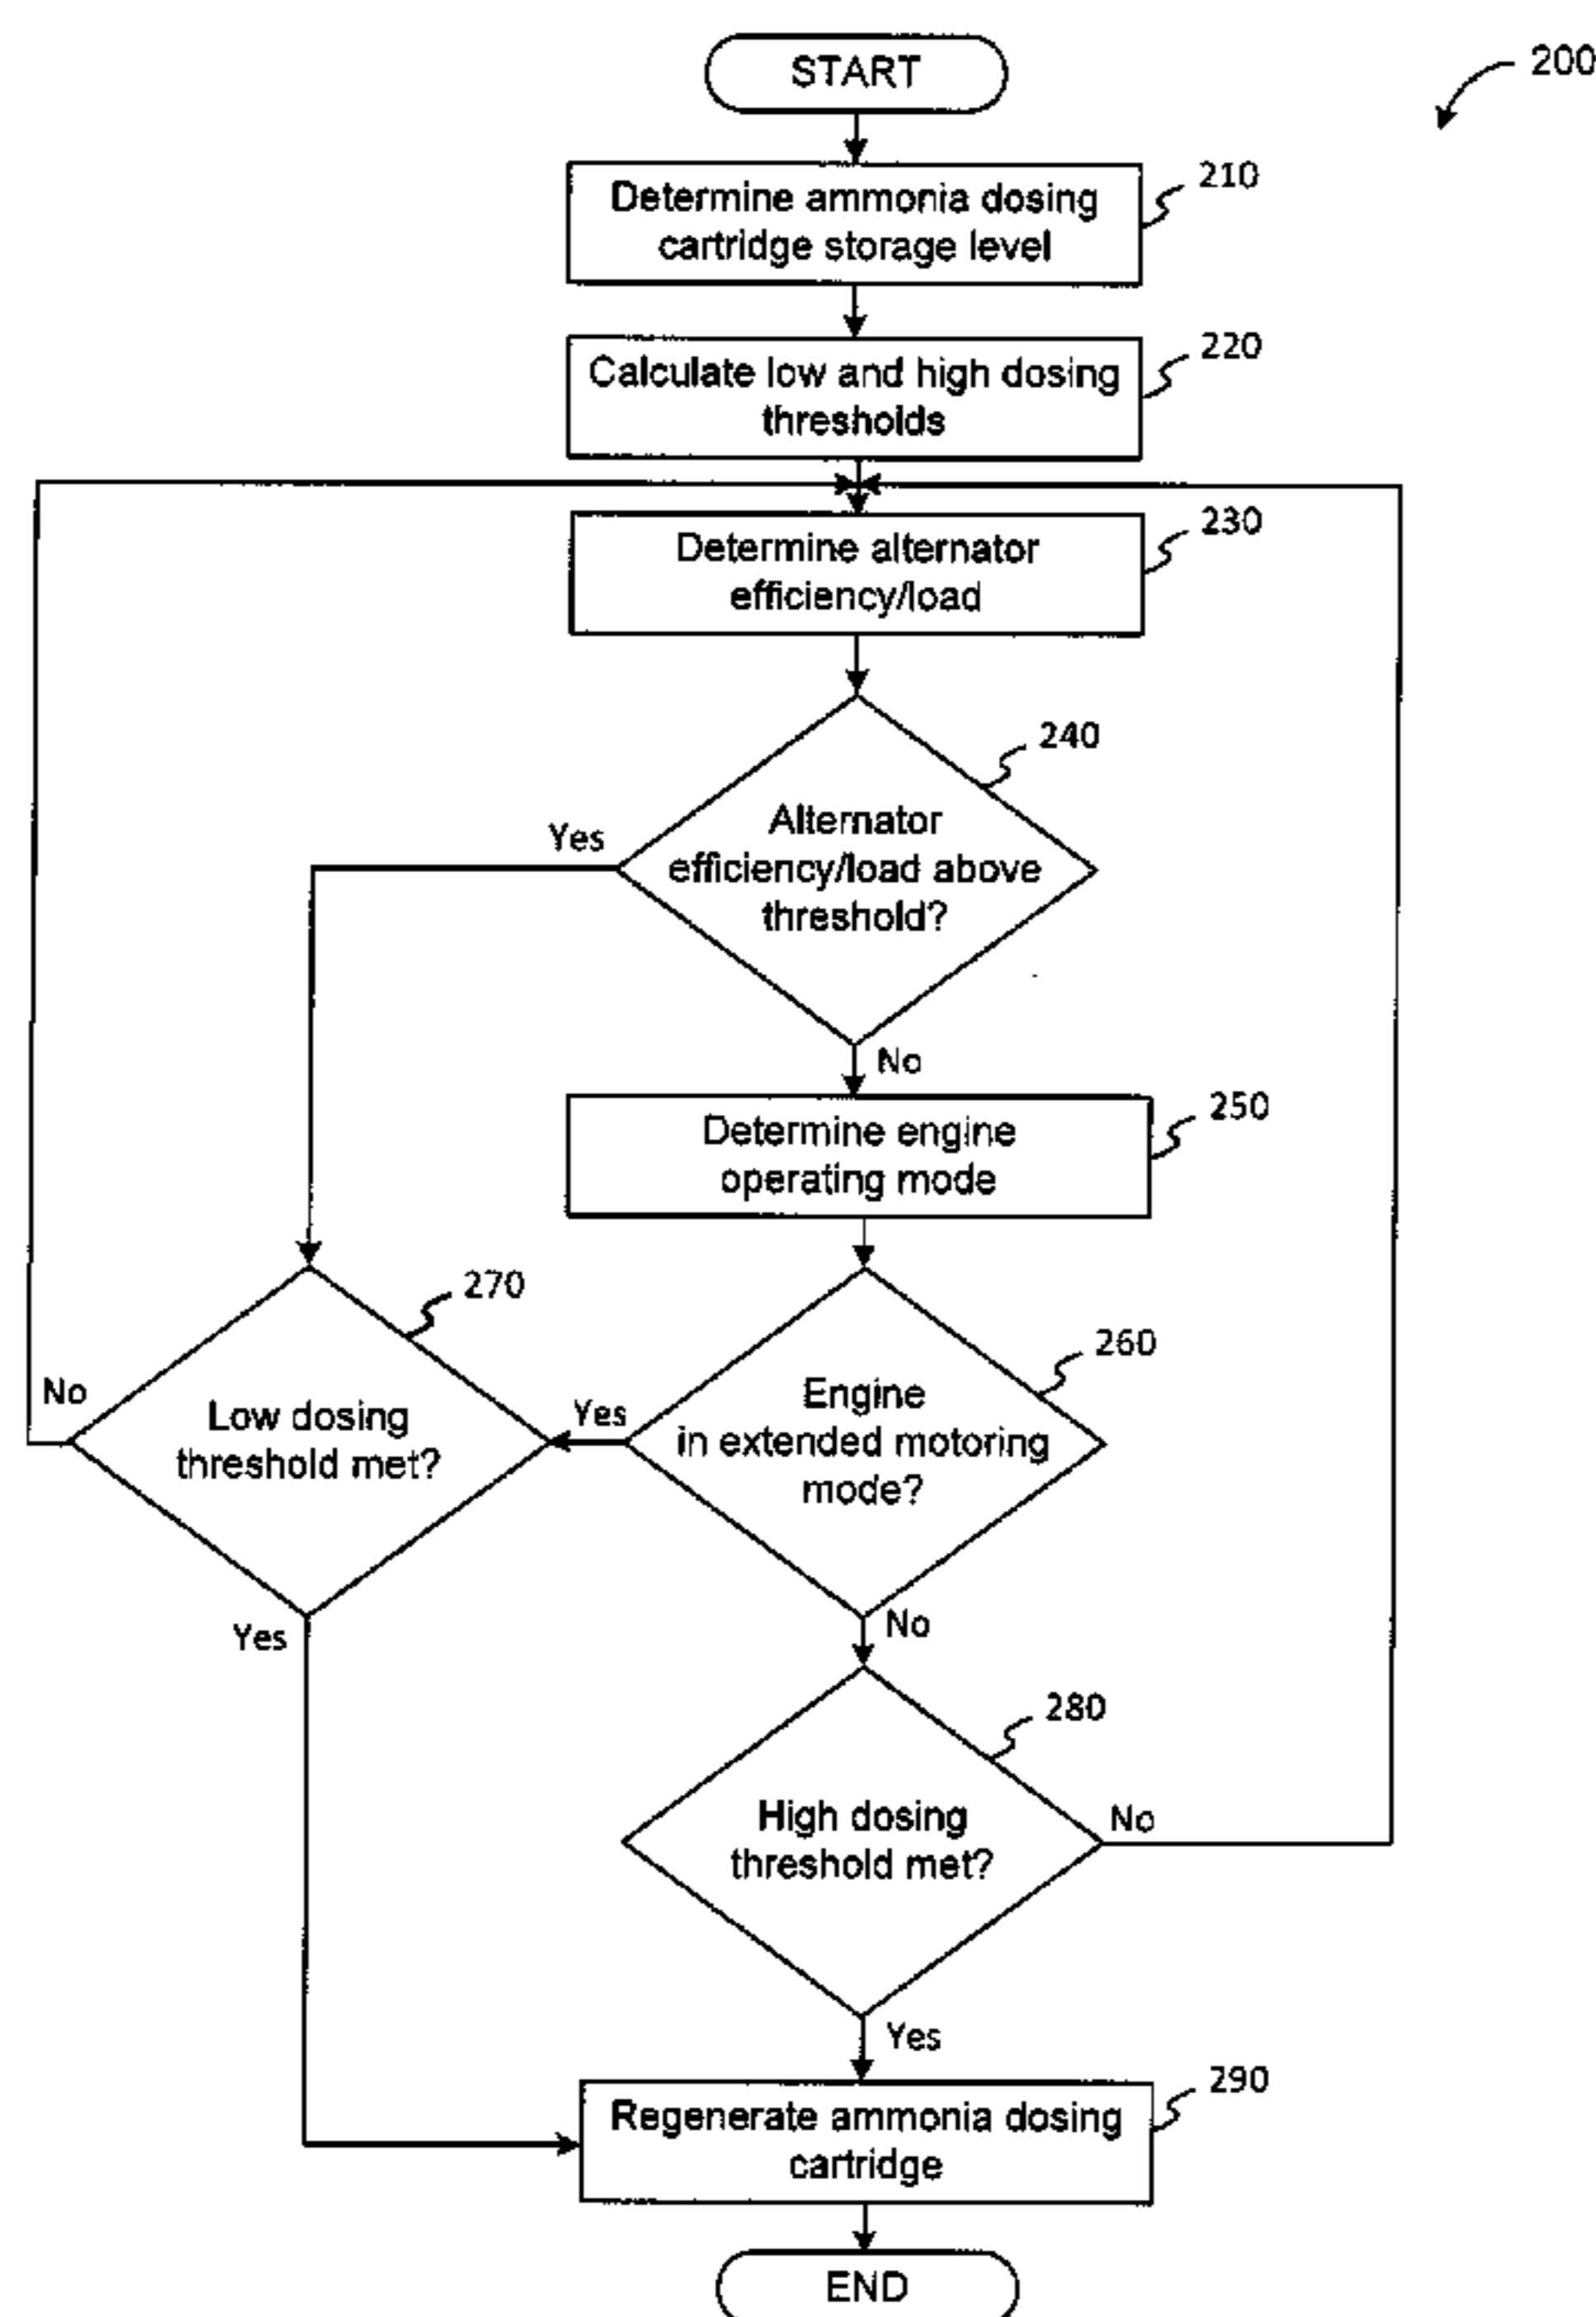 START
200
Determine ammonia dosing
cartridge storage level
210
Calculate low and high dosing
thresholds
220
Determine alternator
efficiency/load
230
Alternator
efficiency/load above
threshold?
240
Yes
No
Determine engine
operating mode
250
Low dosing
threshold met?
270
No
Yes
Engine
in extended motoring
mode?
260
Yes
No
High dosing
threshold met?
280
No
Yes
Regenerate ammonia dosing
cartridge
290
END